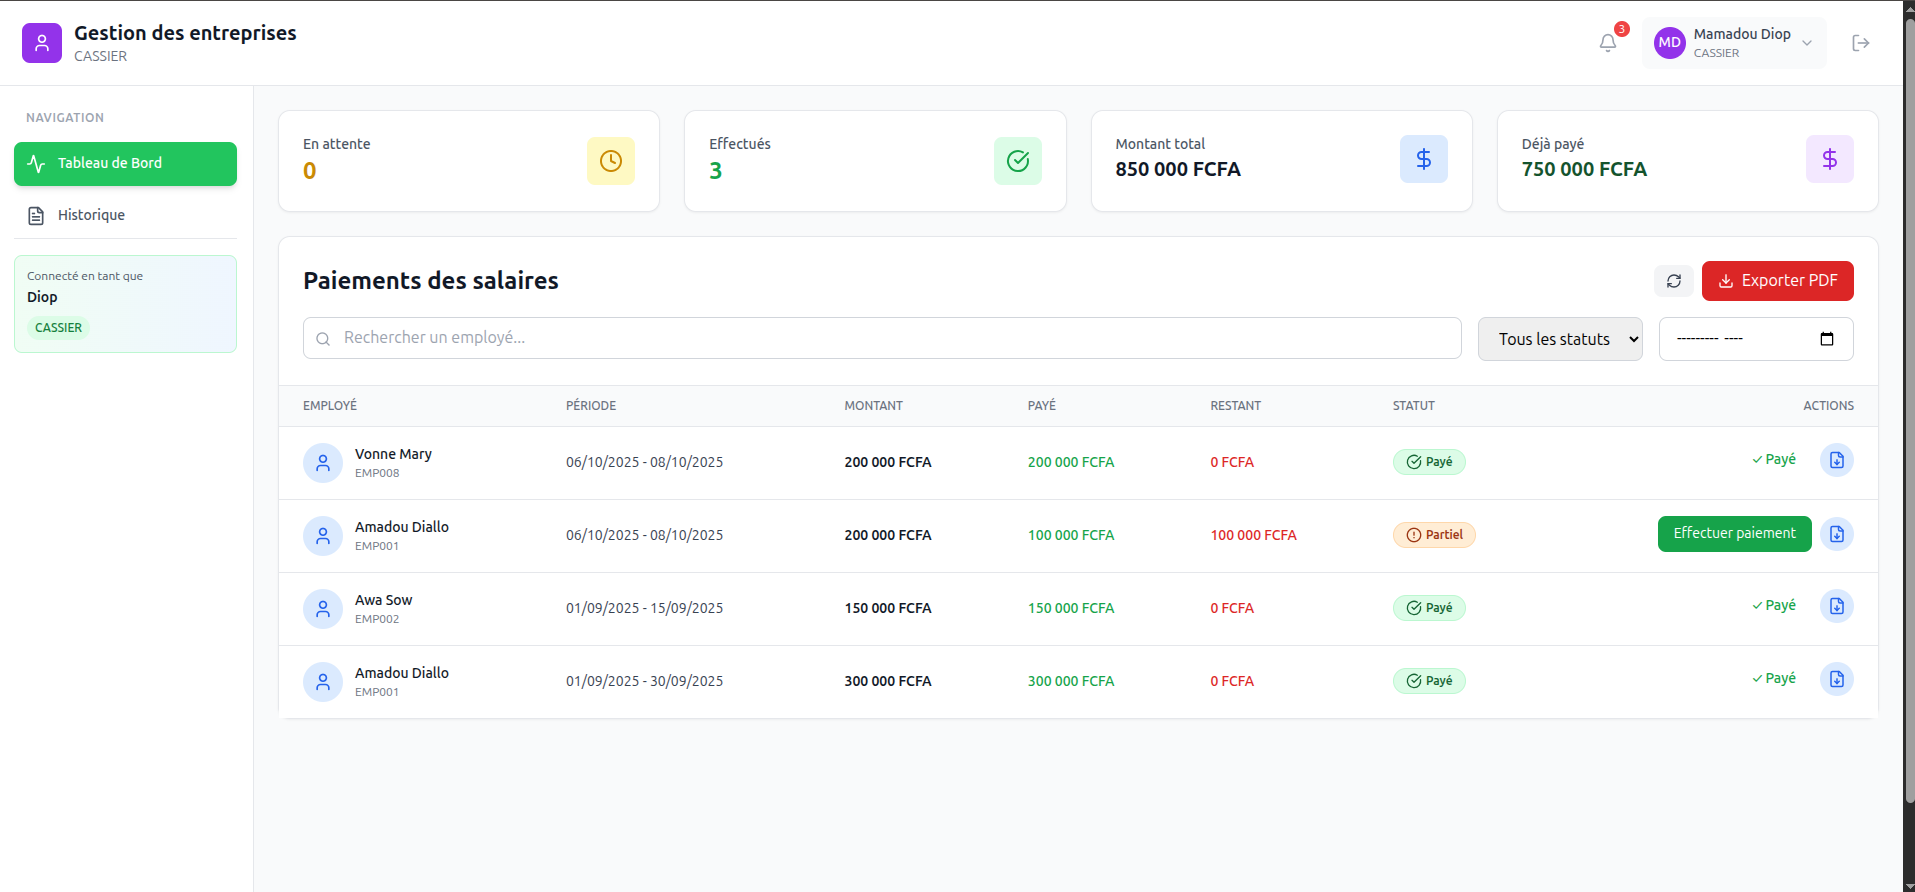 Gestion des entreprises
CASSIER
3
MD
Mamadou Diop
CASSIER
NAVIGATION
Tableau de Bord
Historique
Connecté en tant que
Diop
CASSIER
En attente
0
Effectués
3
Montant total
850 000 FCFA
$
Déjà payé
750 000 FCFA
$
Paiements des salaires
Exporter PDF
Rechercher un employé...
Tous les statuts
--------- ----
EMPLOYÉ PÉRIODE MONTANT PAYÉ RESTANT STATUT ACTIONS
Vonne Mary
EMP008
06/10/2025 - 08/10/2025 200 000 FCFA 200 000 FCFA 0 FCFA Payé Payé
Amadou Diallo
EMP001
06/10/2025 - 08/10/2025 200 000 FCFA 100 000 FCFA 100 000 FCFA Partiel Effectuer paiement
Awa Sow
EMP002
01/09/2025 - 15/09/2025 150 000 FCFA 150 000 FCFA 0 FCFA Payé Payé
Amadou Diallo
EMP001
01/09/2025 - 30/09/2025 300 000 FCFA 300 000 FCFA 0 FCFA Payé Payé